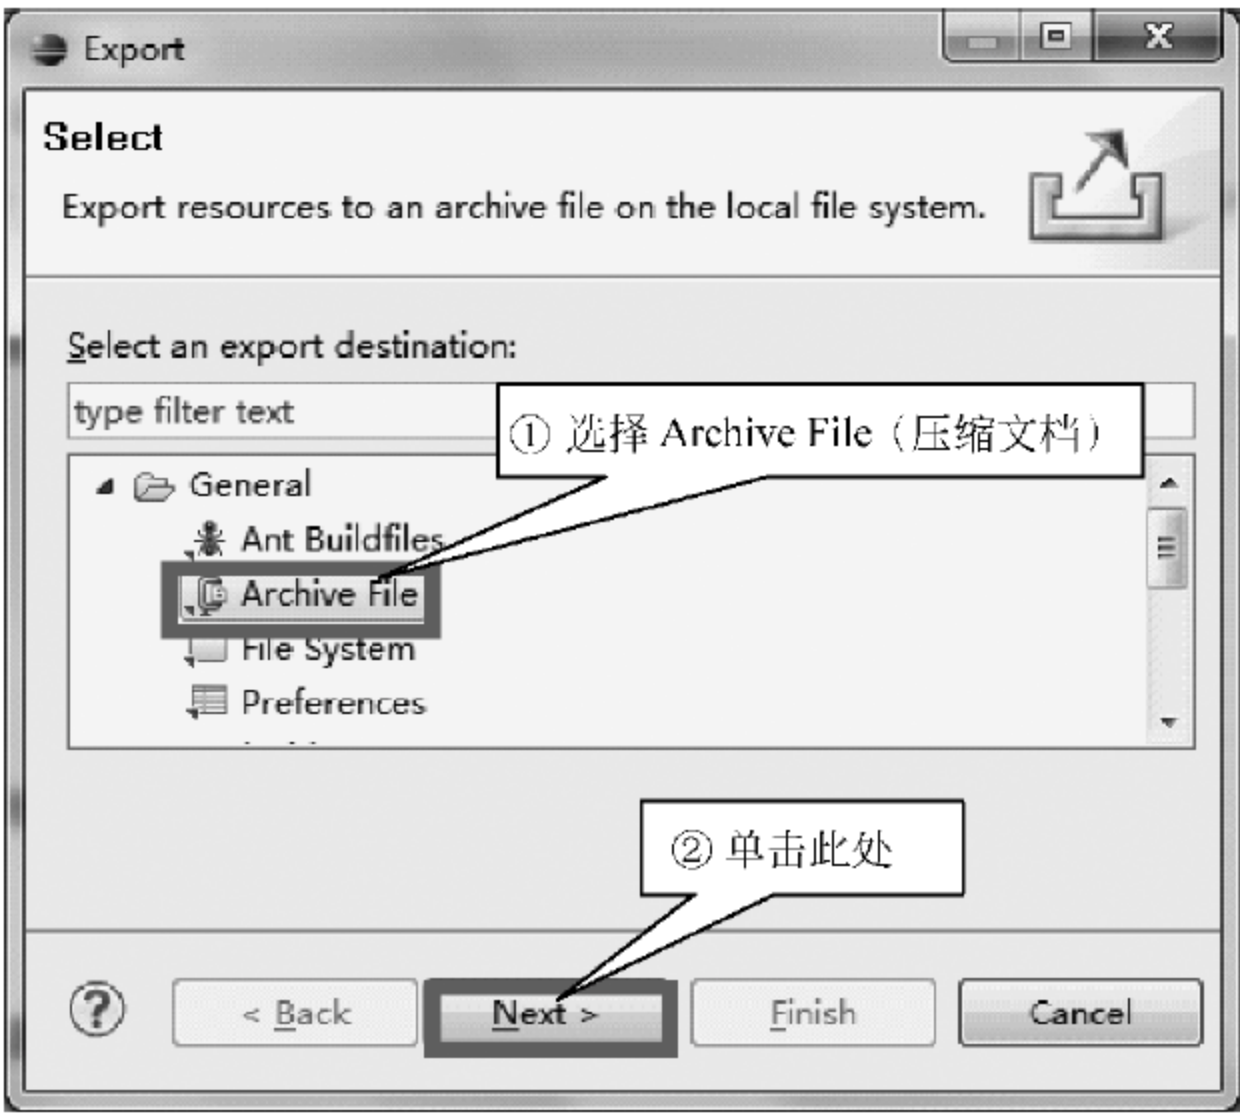 Export
Select
Export resources to an archive file on the local file system.
Select an export destination:
type filter text
① 选择 Archive File（压缩文档）
General
Ant Buildfiles
Archive File
File System
Preferences
② 单击此处
< Back
Next >
Finish
Cancel